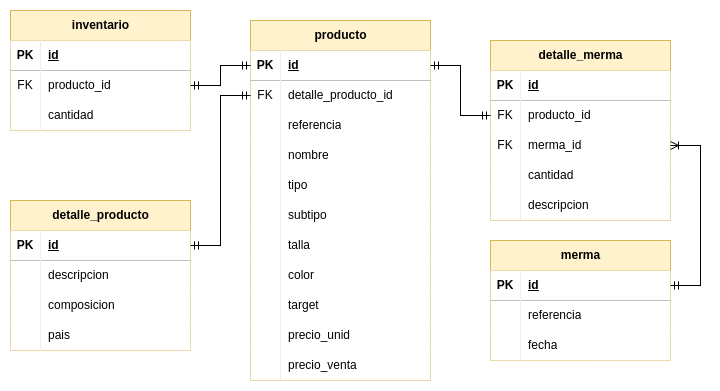 inventario
PK id
FK producto_id
cantidad
producto
PK id
FK detalle_producto_id
referencia
nombre
tipo
subtipo
talla
color
target
precio_unid
precio_venta
detalle_merma
PK id
FK producto_id
FK merma_id
cantidad
descripcion
detalle_producto
PK id
descripcion
composicion
pais
merma
PK id
referencia
fecha